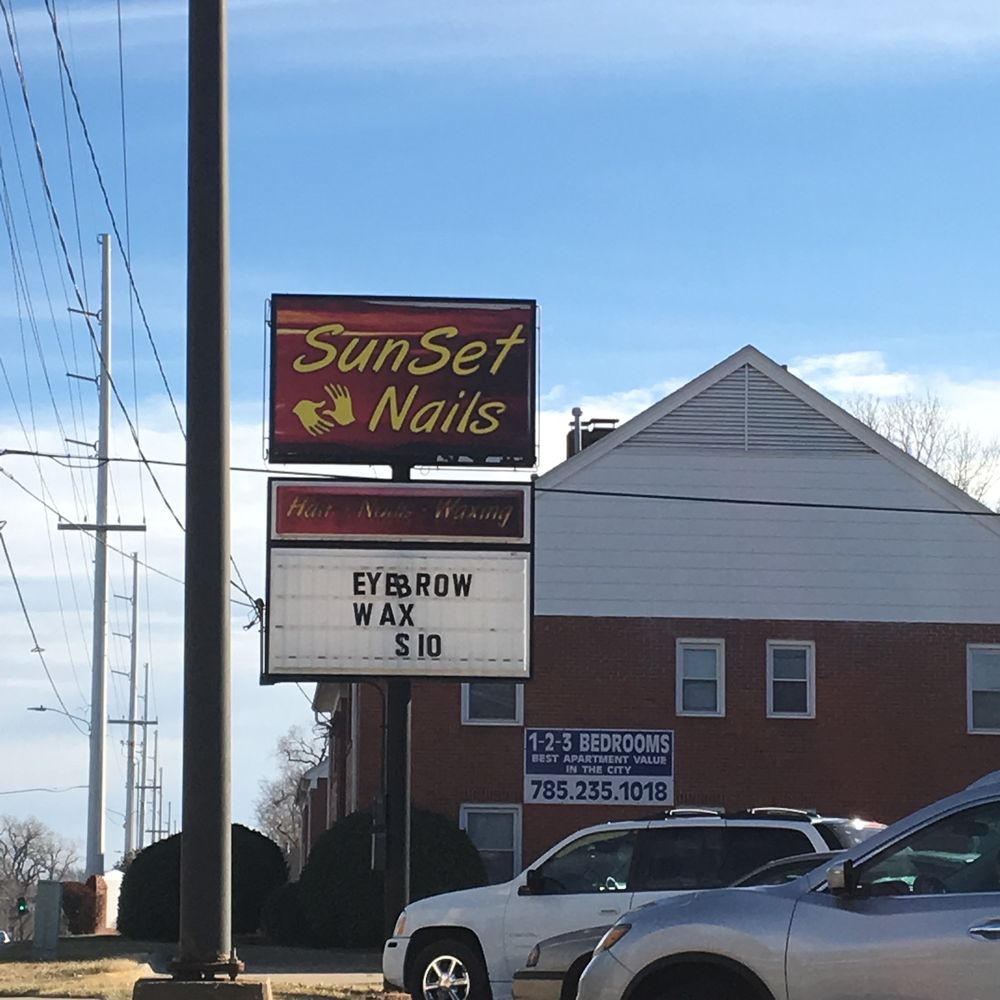 SunSet
Nails
Hair - Nails - Waxing
EYEBROW
WAX
$10
1-2-3 BEDROOMS
BEST APARTMENT VALUE
IN THE CITY
785.235.1018